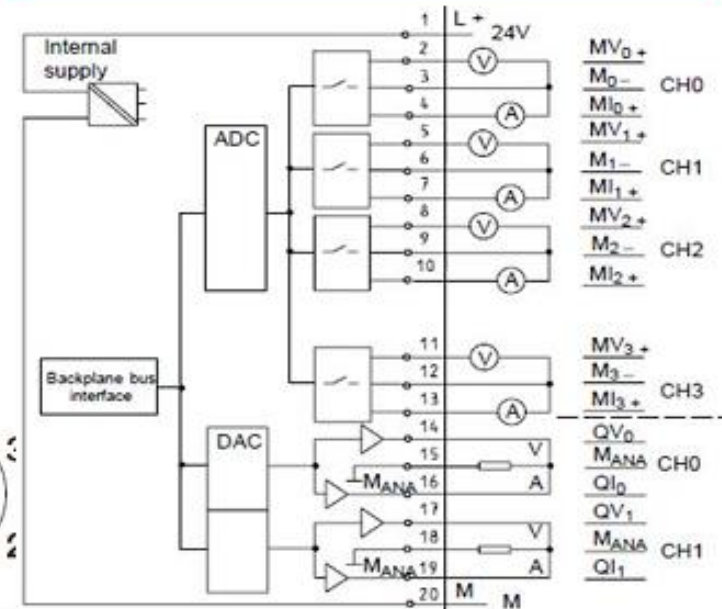 1 L + 24V
Internal supply
2 V MV0 +
3 M0 − CH0
4 A MI0 +
ADC
5 V MV1 +
6 M1 − CH1
7 A MI1 +
8 V MV2 +
9 M2 − CH2
10 A MI2 +
11 V MV3 +
12 M3 − CH3
13 A MI3 +
Backplane bus interface
DAC
14 V QV0
15 MANA MANA CH0
16 A QI0
17 V QV1
18 MANA MANA CH1
19 A QI1
20 M M